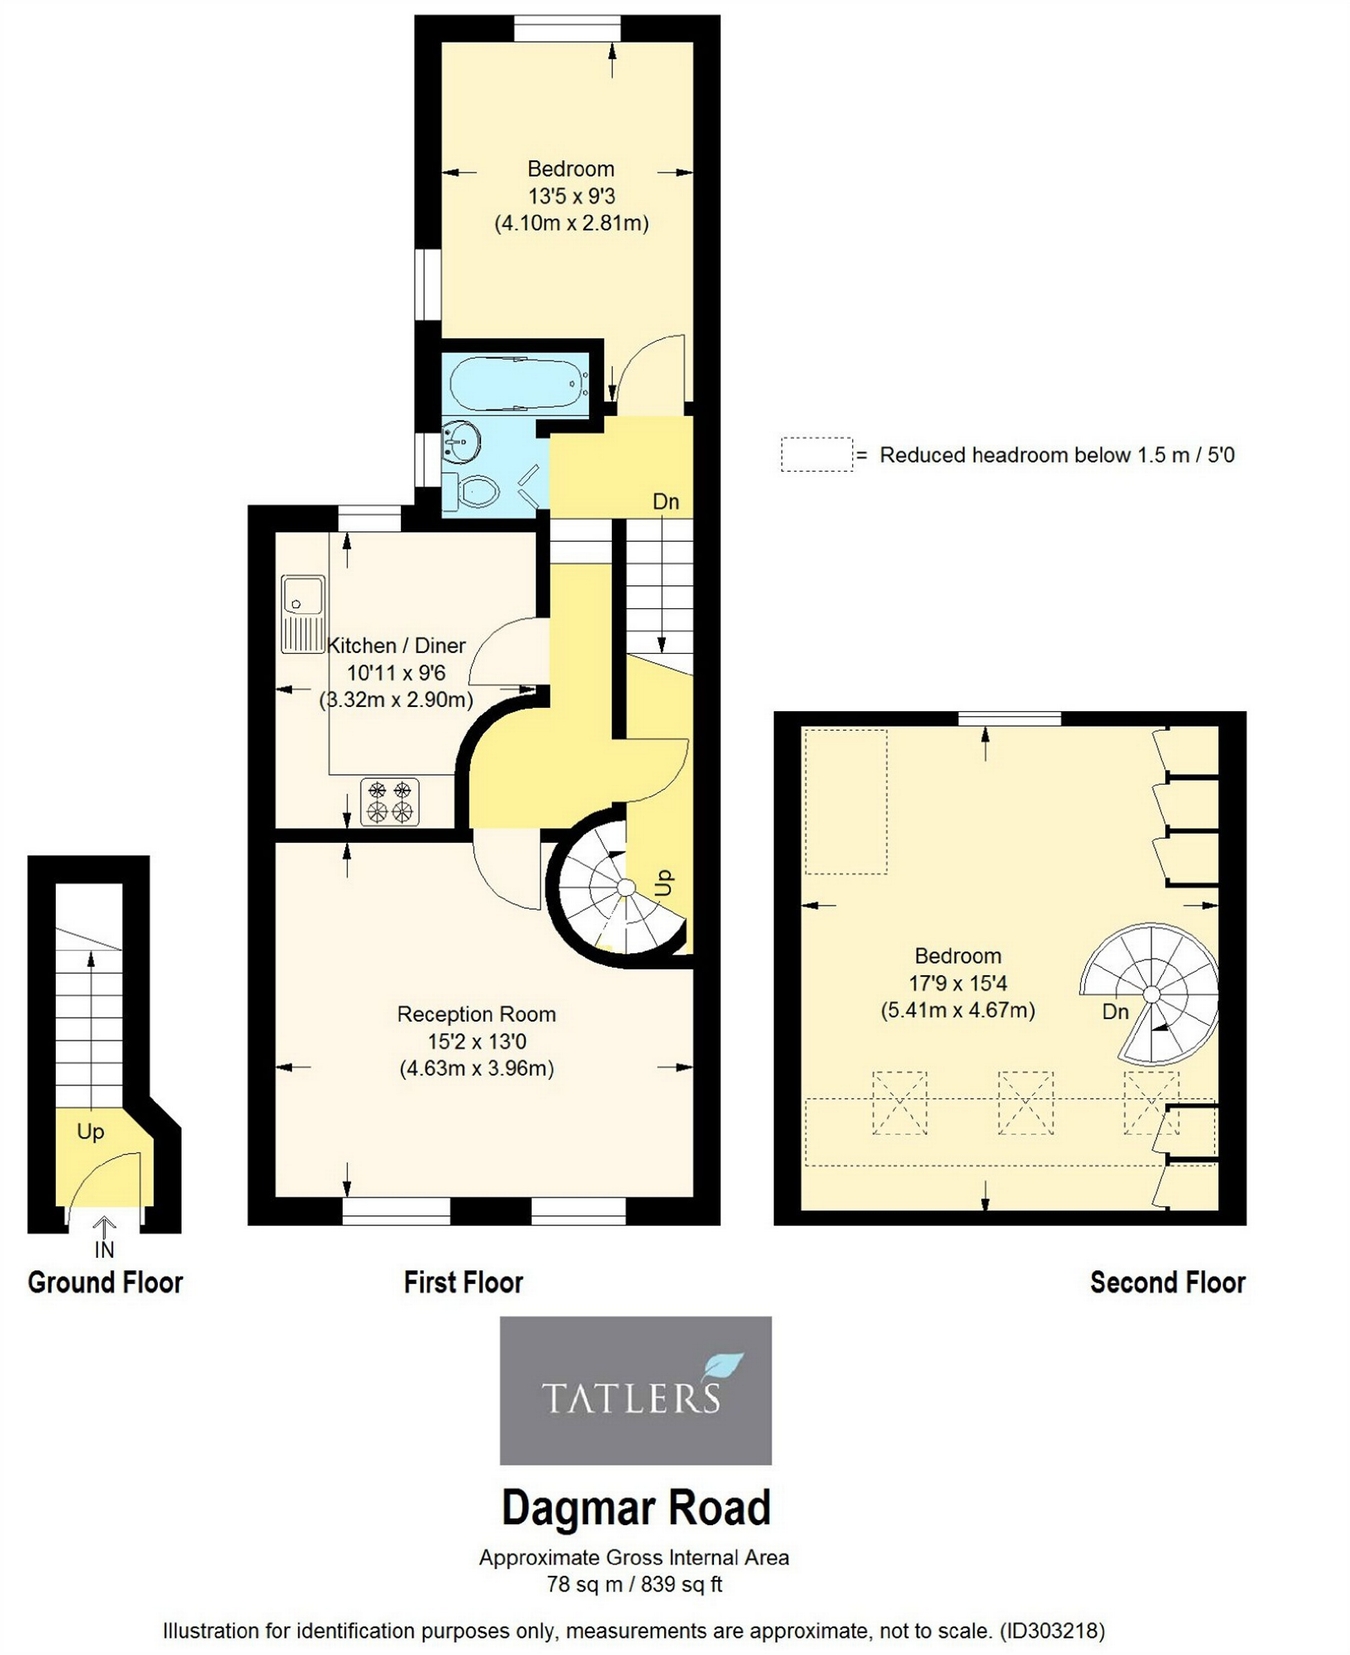 Bedroom
13'5 x 9'3
(4.10m x 2.81m)
Dn
= Reduced headroom below 1.5 m / 5'0
Kitchen / Diner
10'11 x 9'6
(3.32m x 2.90m)
Up
Reception Room
15'2 x 13'0
(4.63m x 3.96m)
Bedroom
17'9 x 15'4
(5.41m x 4.67m)
Dn
Up
IN
Ground Floor
First Floor
Second Floor
TATLERS
Dagmar Road
Approximate Gross Internal Area
78 sq m / 839 sq ft
Illustration for identification purposes only, measurements are approximate, not to scale. (ID303218)